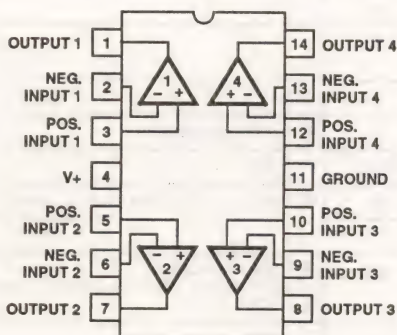 OUTPUT 1
1
14
OUTPUT 4
NEG.
INPUT 1
2
1
4
13
NEG.
INPUT 4
− +
+ −
POS.
INPUT 1
3
12
POS.
INPUT 4
V+
4
11
GROUND
POS.
INPUT 2
5
10
POS.
INPUT 3
− +
+ −
NEG.
INPUT 2
6
2
3
9
NEG.
INPUT 3
OUTPUT 2
7
8
OUTPUT 3